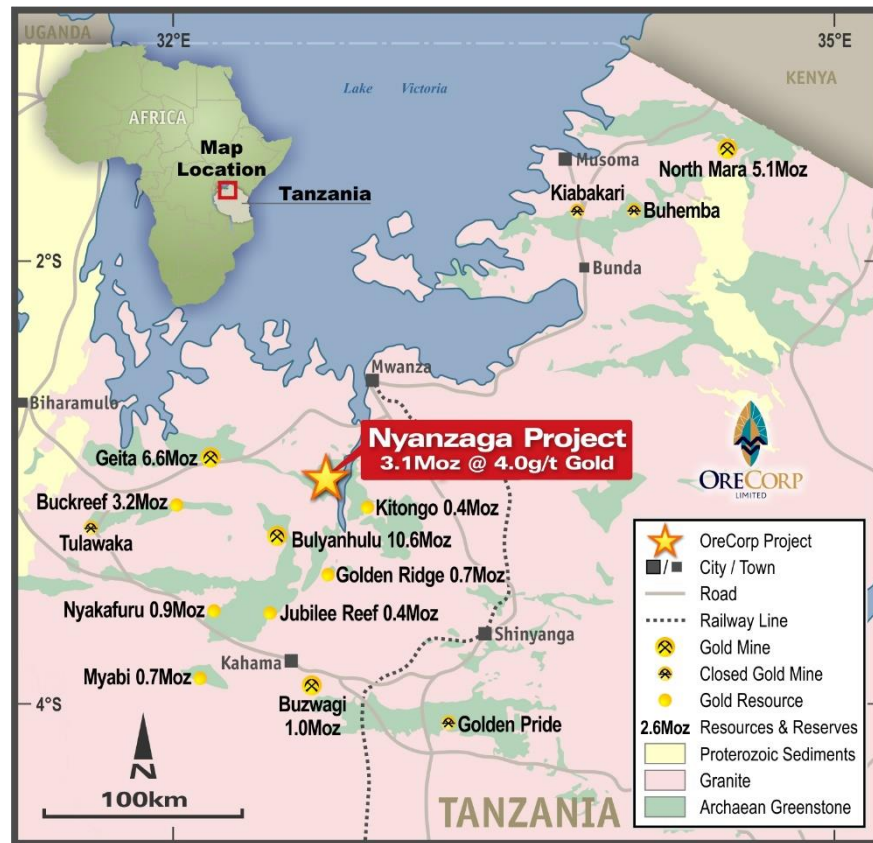 UGANDA
32°E
35°E
KENYA
Lake Victoria
AFRICA
Map
Location
Tanzania
Musoma
North Mara 5.1Moz
Kiabakari
Buhemba
2°S
Bunda
Mwanza
Biharamulo
Nyanzaga Project
3.1Moz @ 4.0g/t Gold
ORECORP
LIMITED
Geita 6.6Moz
Buckreef 3.2Moz
Kitongo 0.4Moz
Tulawaka
Bulyanhulu 10.6Moz
Golden Ridge 0.7Moz
Nyakafuru 0.9Moz
Jubilee Reef 0.4Moz
Shinyanga
Kahama
Myabi 0.7Moz
Buzwagi
1.0Moz
4°S
Golden Pride
N
100km
TANZANIA
OreCorp Project
/ City / Town
Road
Railway Line
Gold Mine
Closed Gold Mine
Gold Resource
2.6Moz Resources & Reserves
Proterozoic Sediments
Granite
Archaean Greenstone